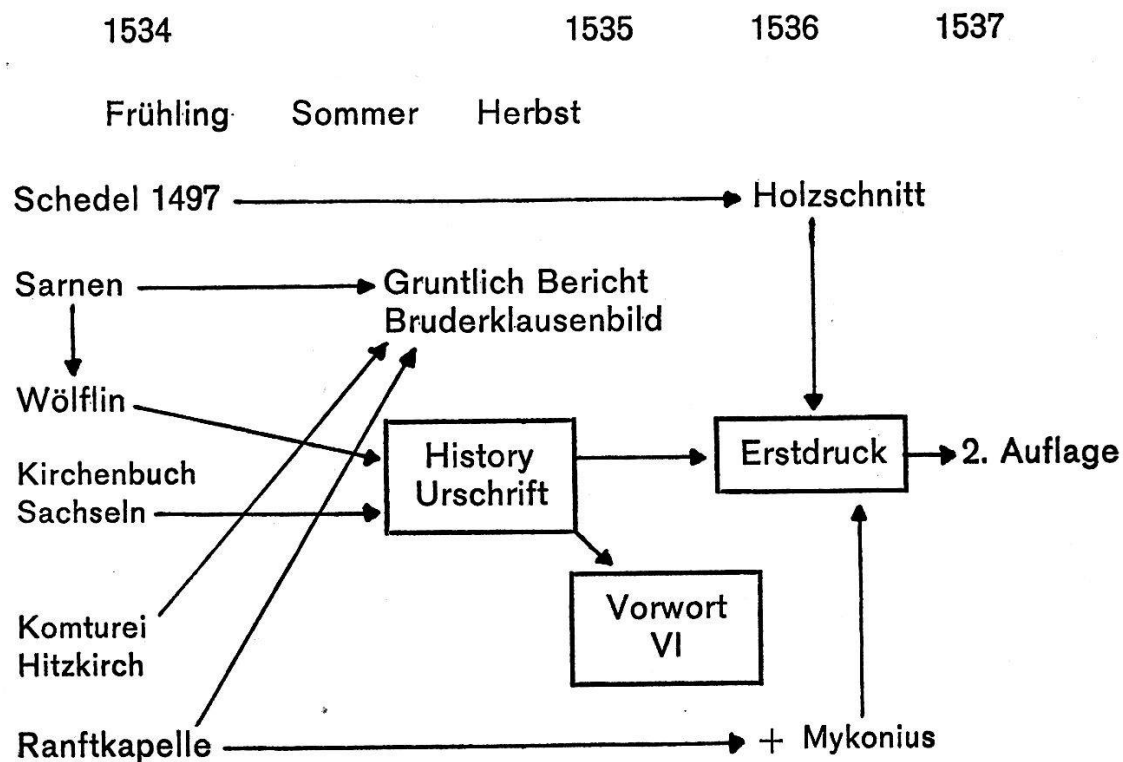 1534 1535 1536 1537
Frühling Sommer Herbst
Schedel 1497 Holzschnitt
Sarnen Gruntlich Bericht
Bruderklausenbild
Wölflin
History
Urschrift
Erstdruck 2. Auflage
Kirchenbuch
Sachseln
Vorwort
VI
Komturei
Hitzkirch
Ranftkapelle + Mykonius